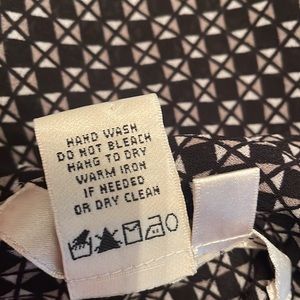 HAND WASH
DO NOT BLEACH
HANG TO DRY
WARM IRON
IF NEEDED
OR DRY CLEAN